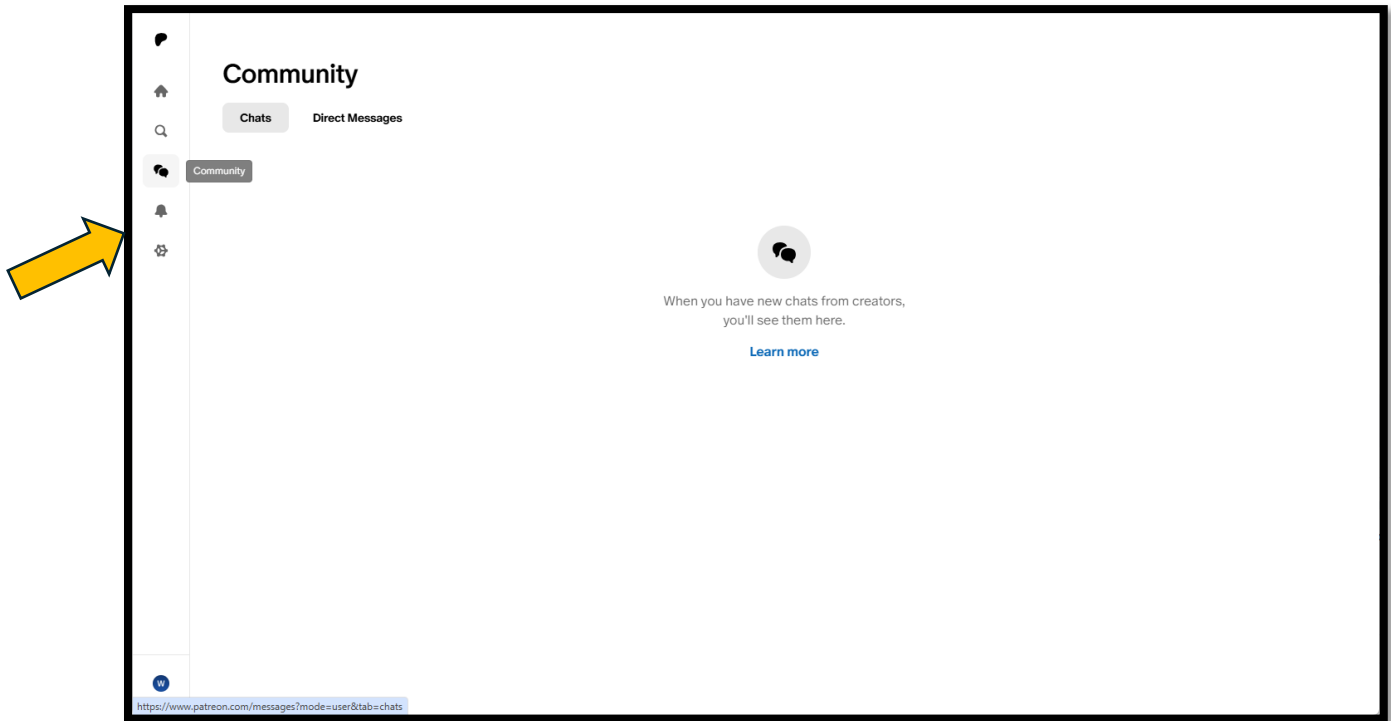 Community
Chats
Direct Messages
Community
When you have new chats from creators,
you'll see them here.
Learn more
W
https://www.patreon.com/messages?mode=user&tab=chats